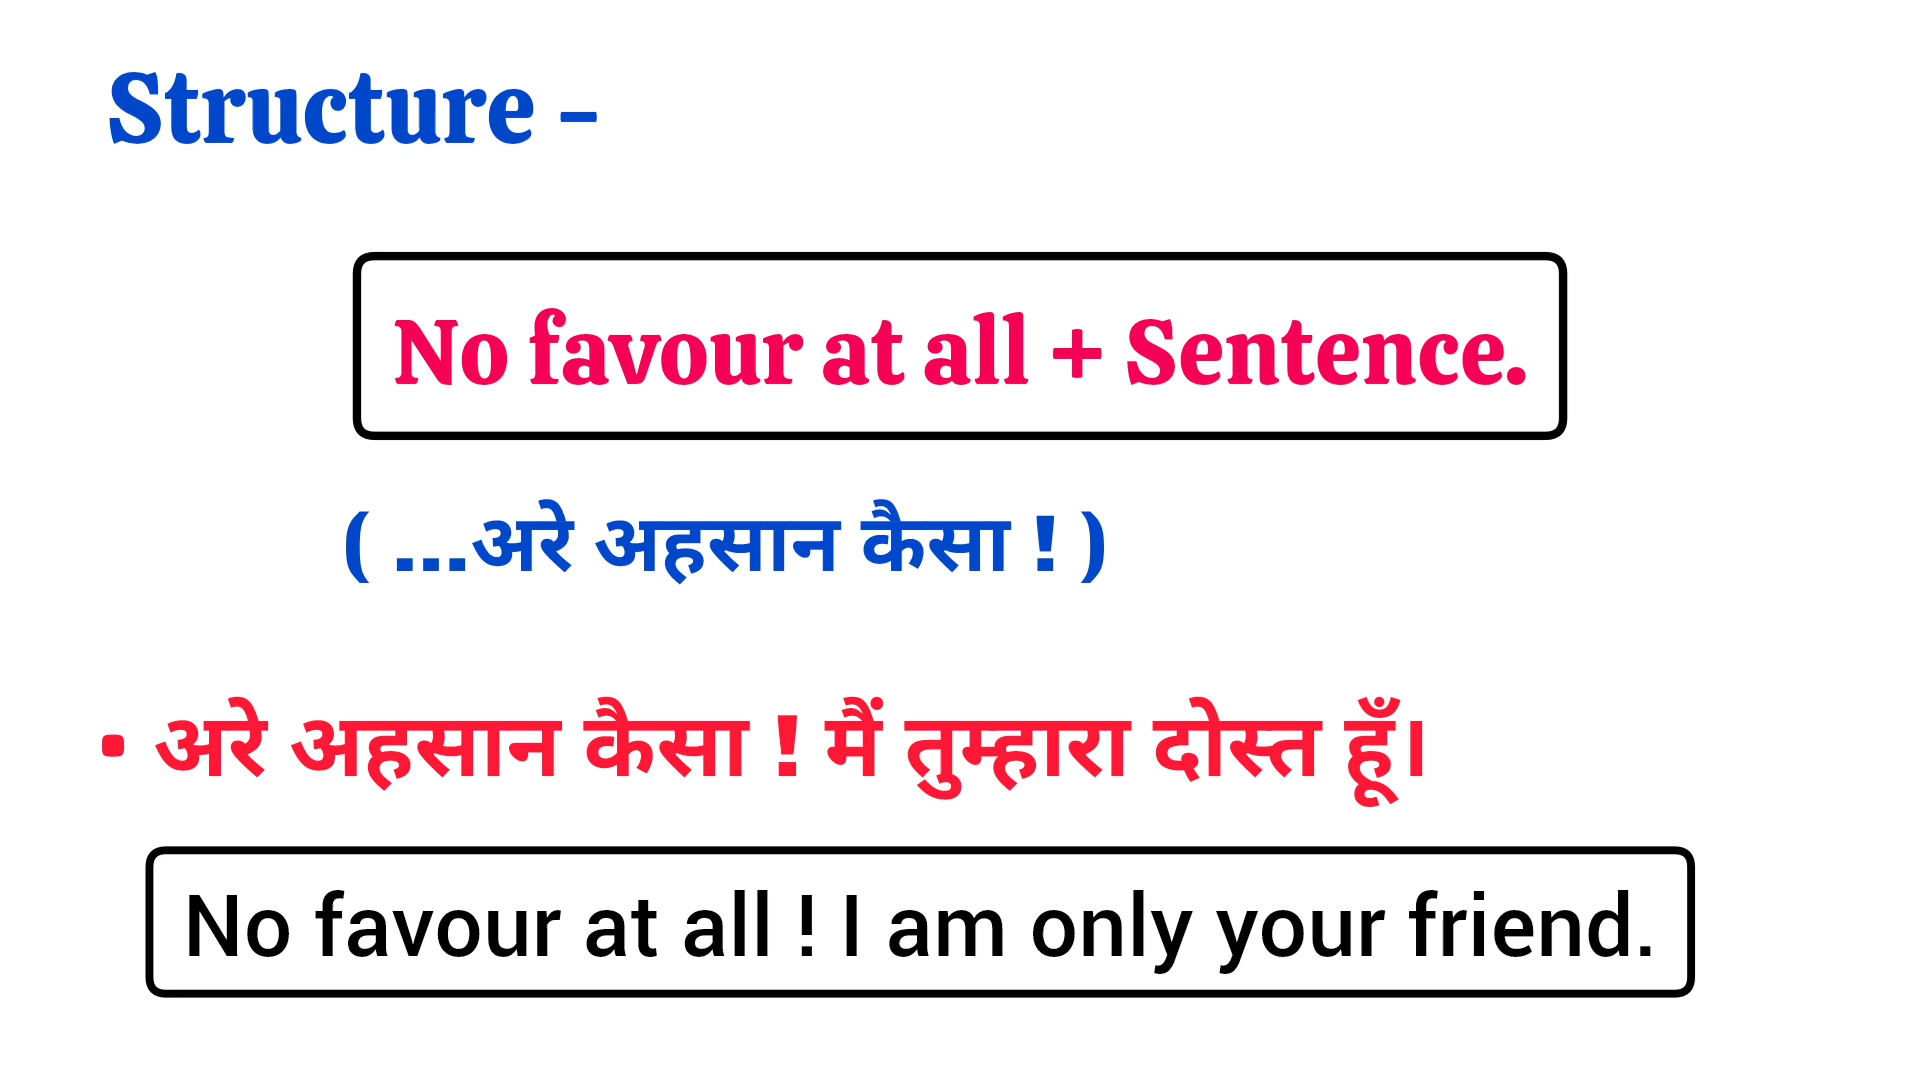 Structure -
No favour at all + Sentence.
( ...अरे अहसान कैसा ! )
• अरे अहसान कैसा ! मैं तुम्हारा दोस्त हूँ।
No favour at all ! I am only your friend.